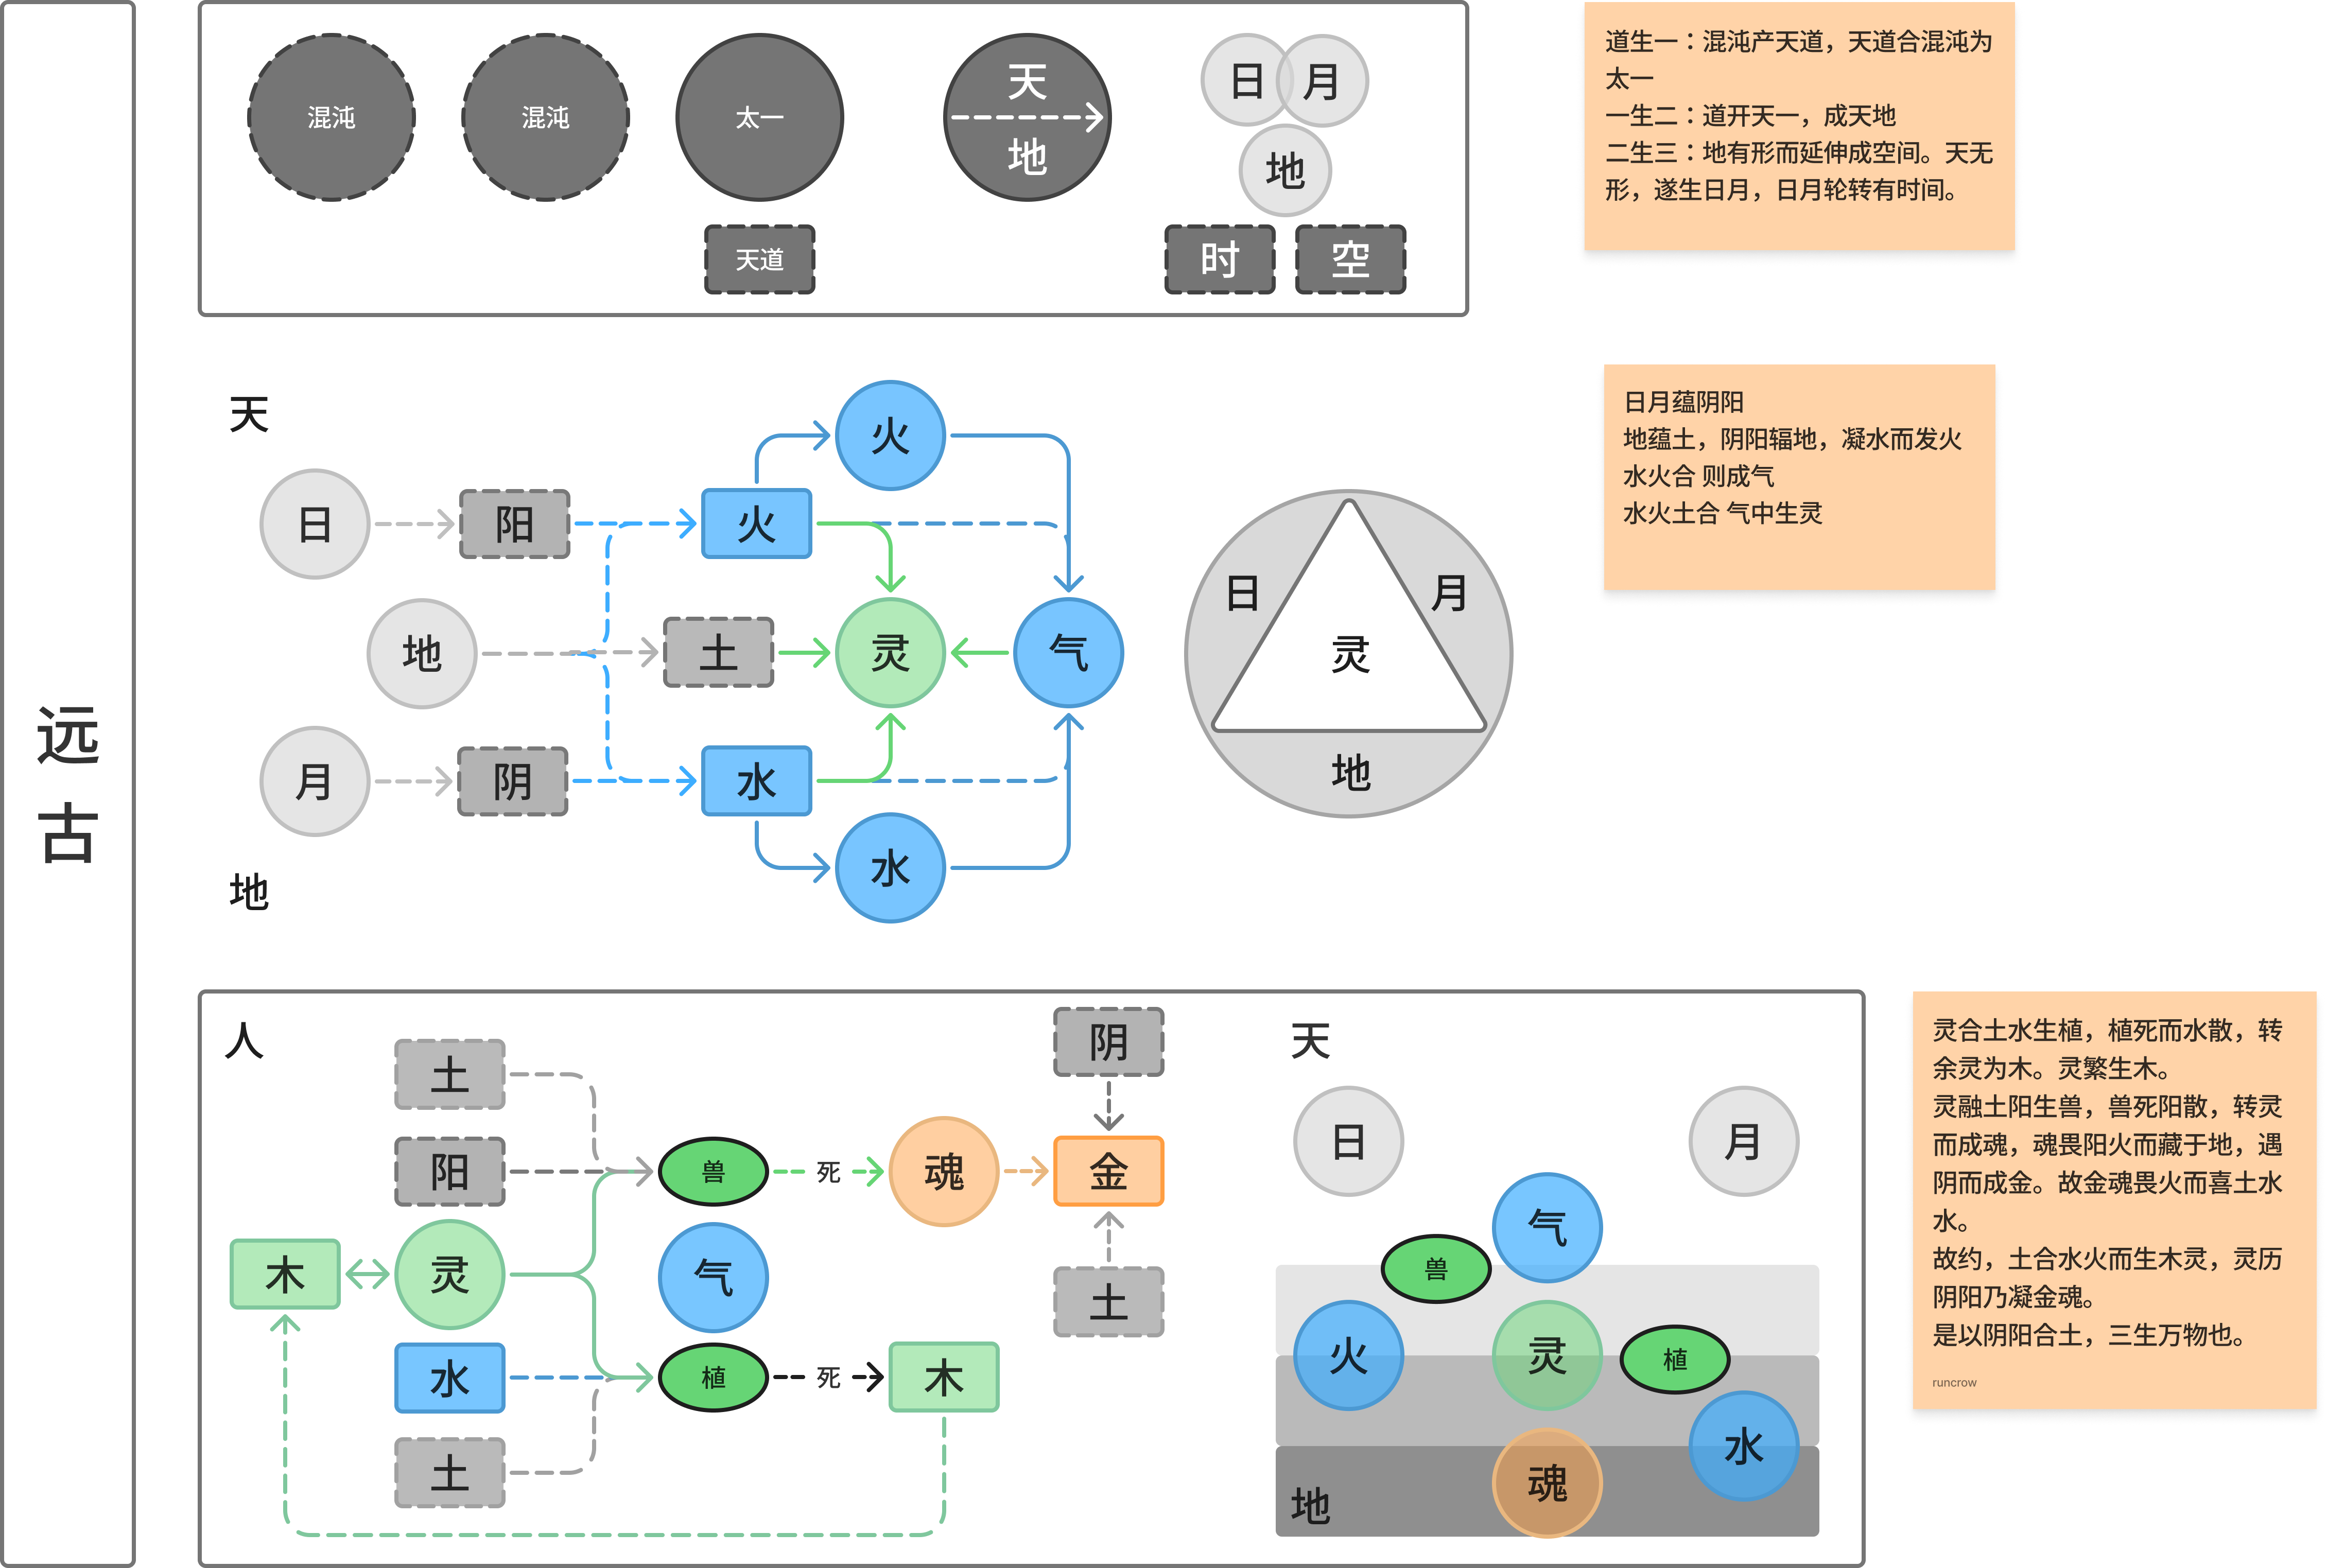 远
古
混沌
混沌
太一
天道
天
地
日
月
地
时
空
道生一：混沌产天道，天道合混沌为
太一
一生二：道开天一，成天地
二生三：地有形而延伸成空间。天无
形，遂生日月，日月轮转有时间。
天
火
日
阳
火
地
土
灵
气
月
阴
水
水
地
日
月
灵
地
日月蕴阴阳
地蕴土，阴阳辐地，凝水而发火
水火合 则成气
水火土合 气中生灵
人
土
阳
木
灵
水
土
兽
死
魂
阴
金
土
气
植
死
木
天
日
月
气
兽
火
灵
植
水
魂
地
灵合土水生植，植死而水散，转
余灵为木。灵繁生木。
灵融土阳生兽，兽死阳散，转灵
而成魂，魂畏阳火而藏于地，遇
阴而成金。故金魂畏火而喜土水
水。
故约，土合水火而生木灵，灵历
阴阳乃凝金魂。
是以阴阳合土，三生万物也。
runcrow